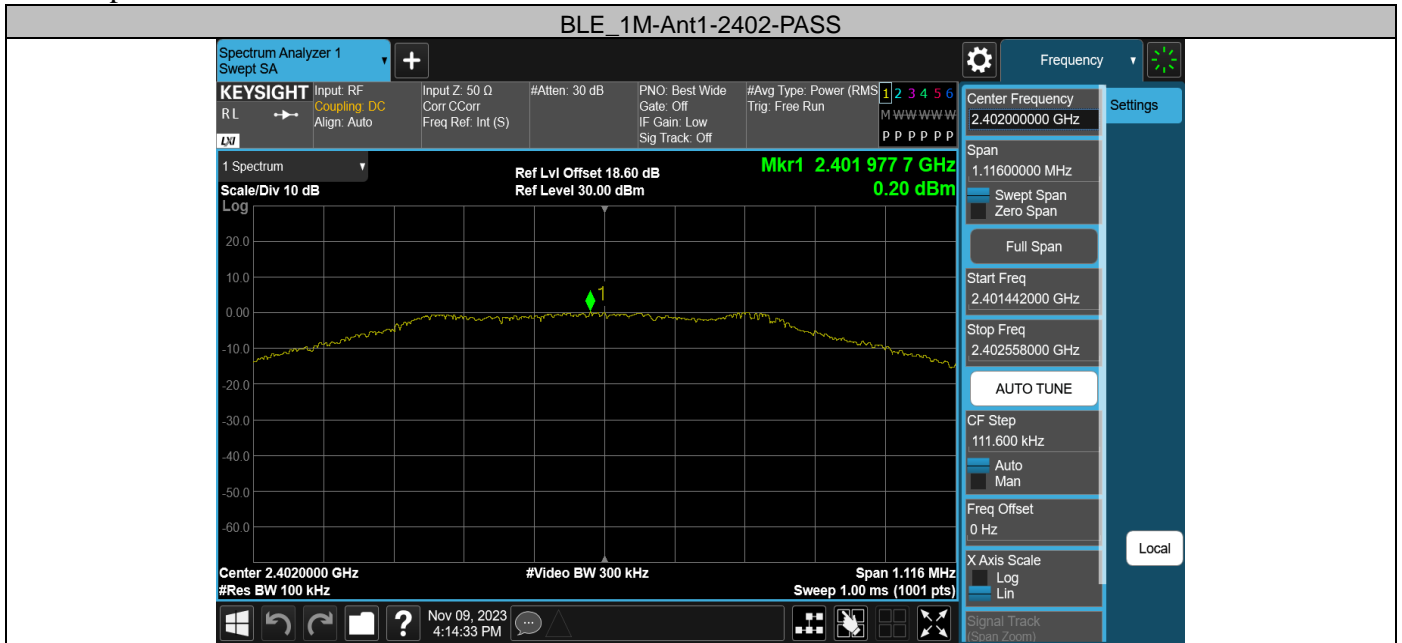 BLE_1M-Ant1-2402-PASS
Spectrum Analyzer 1
Swept SA
Frequency
KEYSIGHT
R L
LXI
Input: RF
Coupling: DC
Align: Auto
Input Z: 50 Ω
Corr CCorr
Freq Ref: Int (S)
#Atten: 30 dB
PNO: Best Wide
Gate: Off
IF Gain: Low
Sig Track: Off
#Avg Type: Power (RMS
Trig: Free Run
1 2 3 4 5 6
M W W W W W
P P P P P P
1 Spectrum
Scale/Div 10 dB
Ref Lvl Offset 18.60 dB
Ref Level 30.00 dBm
Mkr1 2.401 977 7 GHz
0.20 dBm
Log
20.0
10.0
0.00
-10.0
-20.0
-30.0
-40.0
-50.0
-60.0
1
Center 2.4020000 GHz
#Res BW 100 kHz
#Video BW 300 kHz
Span 1.116 MHz
Sweep 1.00 ms (1001 pts)
Nov 09, 2023
4:14:33 PM
Center Frequency
2.402000000 GHz
Span
1.11600000 MHz
Swept Span
Zero Span
Full Span
Start Freq
2.401442000 GHz
Stop Freq
2.402558000 GHz
AUTO TUNE
CF Step
111.600 kHz
Auto
Man
Freq Offset
0 Hz
X Axis Scale
Log
Lin
Signal Track
(Span Zoom)
Settings
Local